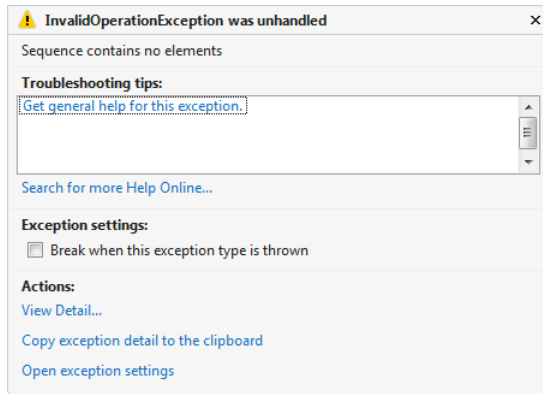 InvalidOperationException was unhandled
Sequence contains no elements
Troubleshooting tips:
Get general help for this exception.
Search for more Help Online...
Exception settings:
Break when this exception type is thrown
Actions:
View Detail...
Copy exception detail to the clipboard
Open exception settings